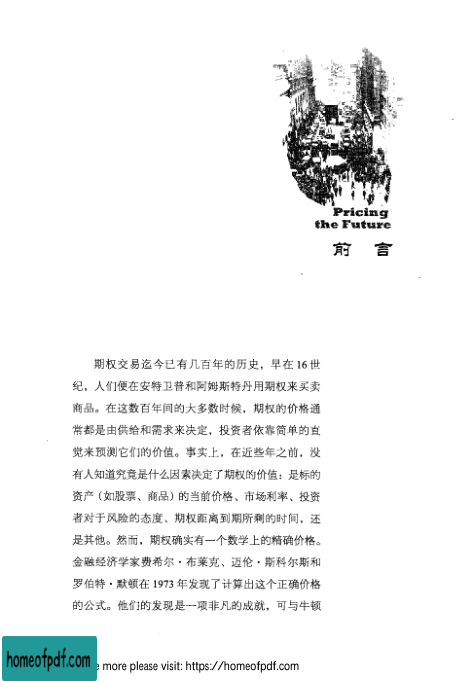 Pricing
the Future
前 言
期权交易迄今已有几百年的历史，早在 16 世
纪，人们便在安特卫普和阿姆斯特丹用期权来买卖
商品。在这数百年间的大多数时候，期权的价格通
常都是由供给和需求来决定，投资者依靠简单的直
觉来预测它们的价值。事实上，在近些年之前，没
有人知道究竟是什么因素决定了期权的价值：是标的
资产（如股票、商品）的当前价格、市场利率、投资
者对于风险的态度、期权距离到期所剩的时间，还
是其他。然而，期权确实有一个数学上的精确价格。
金融经济学家费希尔·布莱克、迈伦·斯科尔斯和
罗伯特·默顿在 1973 年发现了计算出这个正确价格
的公式。他们的发现是一项非凡的成就，可与牛顿
homeofpdf.com
more please visit: https://homeofpdf.com